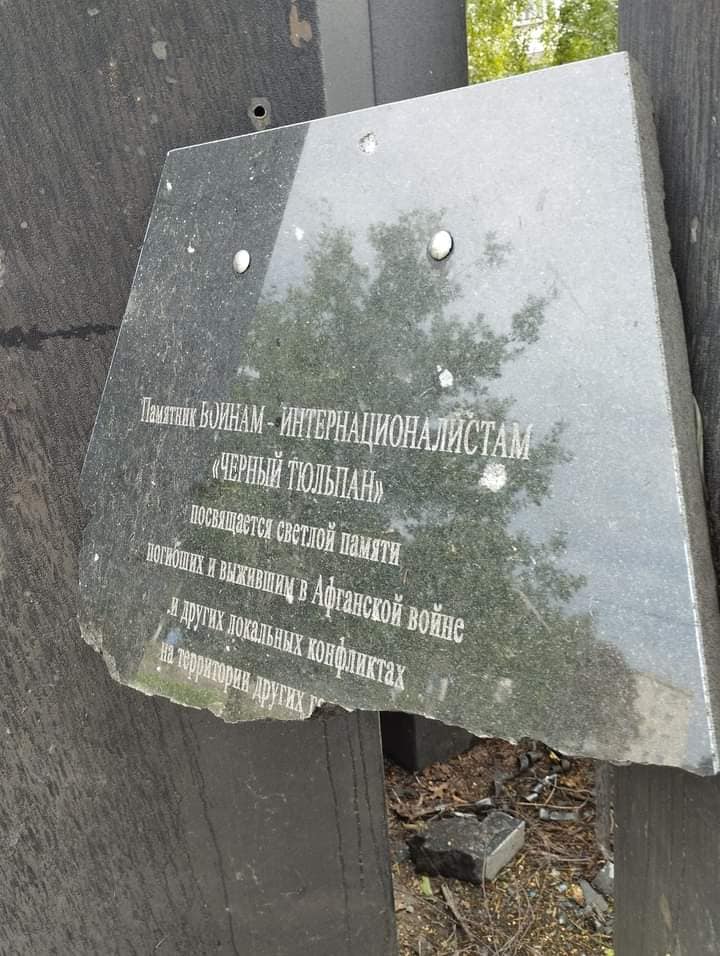 Памятник ВОИНАМ - ИНТЕРНАЦИОНАЛИСТАМ
«ЧЕРНЫЙ ТЮЛЬПАН»
посвящается светлой памяти
погибших и выжившим в Афганской войне
и других локальных конфликтах
на территории других